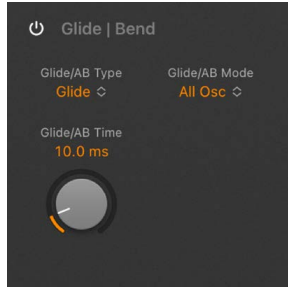 Glide | Bend
Glide/AB Type Glide/AB Mode
Glide All Osc
Glide/AB Time
10.0 ms